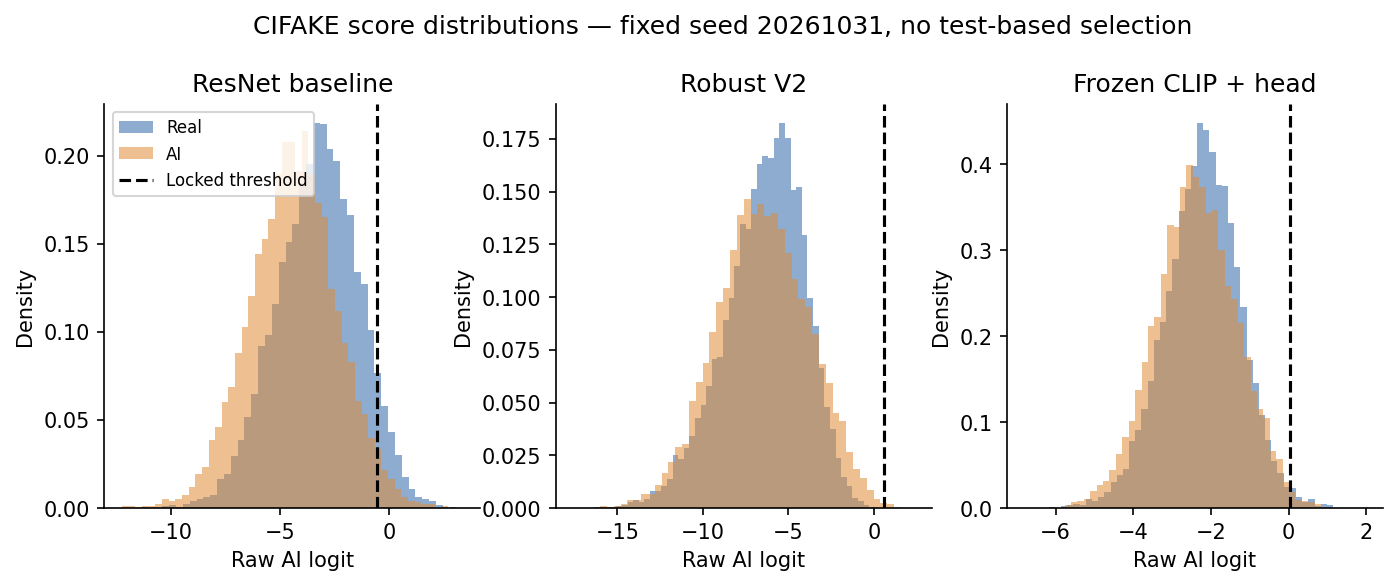 CIFAKE score distributions — fixed seed 20261031, no test-based selection
ResNet baseline
Real
AI
Locked threshold
Density
0.20
0.15
0.10
0.05
0.00
−10
−5
0
Raw AI logit
Robust V2
Density
0.175
0.150
0.125
0.100
0.075
0.050
0.025
0.000
−15
−10
−5
0
Raw AI logit
Frozen CLIP + head
Density
0.4
0.3
0.2
0.1
0.0
−6
−4
−2
0
2
Raw AI logit